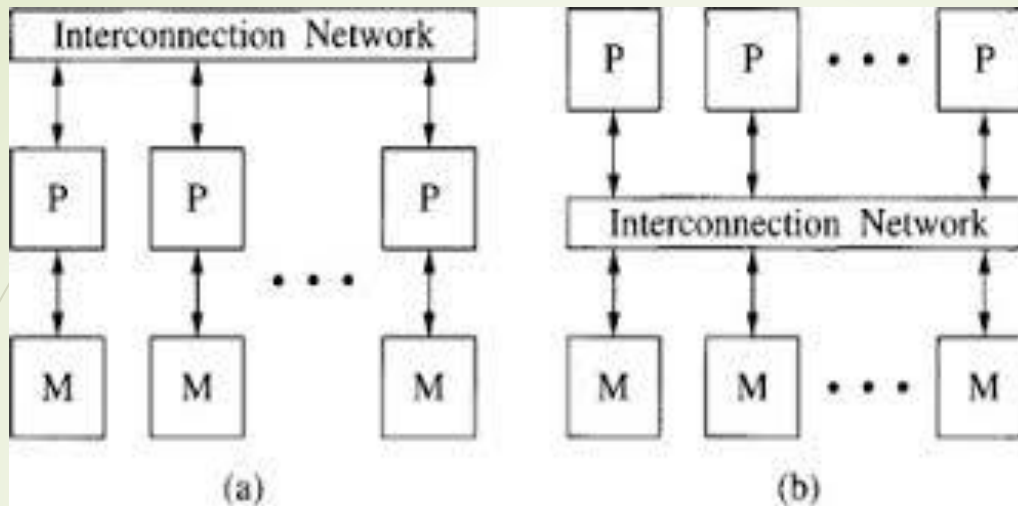 Interconnection Network
P P P
M M M
(a)
P P • • • P
Interconnection Network
M M • • • M
(b)